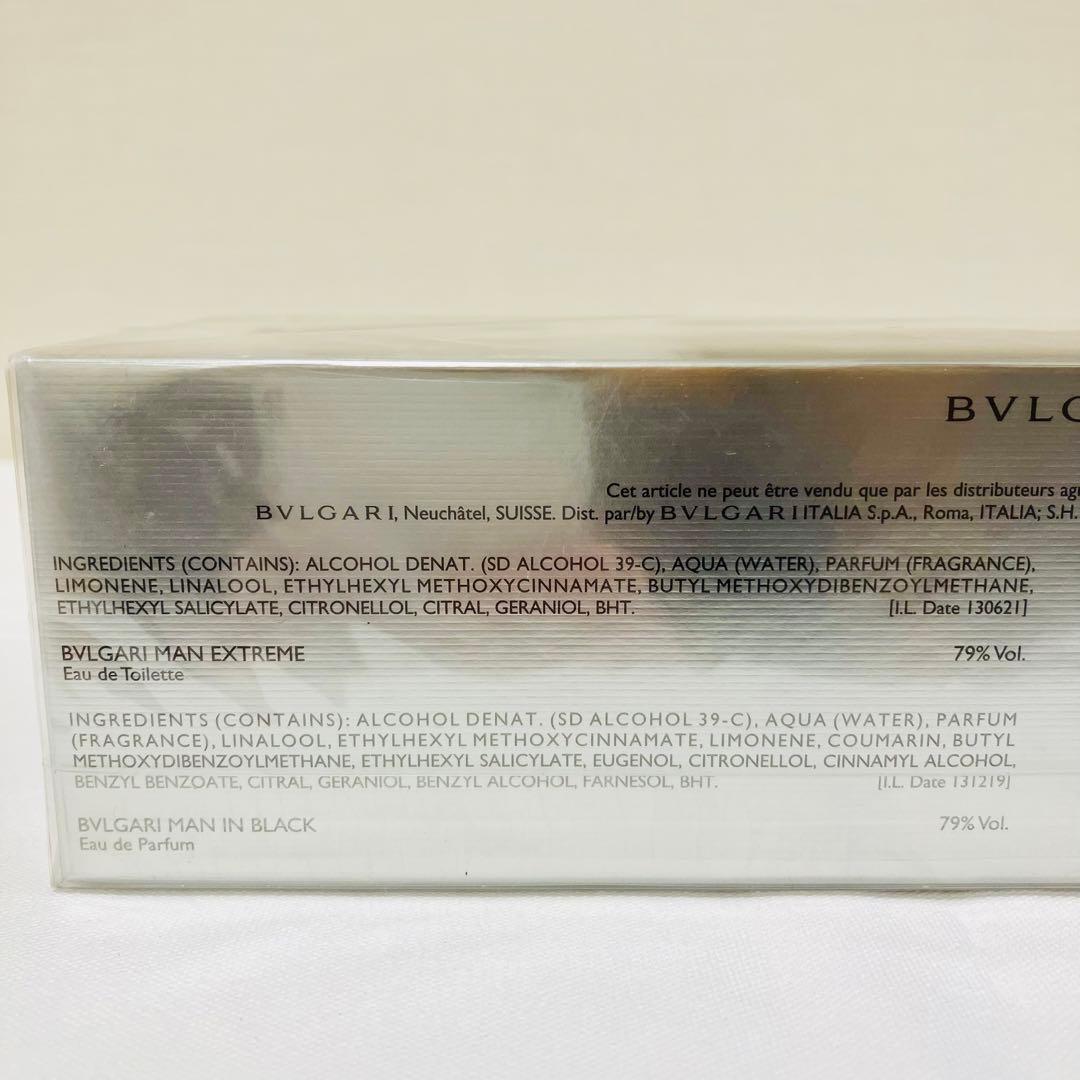 BVLG
Cet article ne peut être vendu que par les distributeurs agr
BVLGARI, Neuchâtel, SUISSE. Dist. par/by BVLGARI ITALIA S.p.A., Roma, ITALIA; S.H.
INGREDIENTS (CONTAINS): ALCOHOL DENAT. (SD ALCOHOL 39-C), AQUA (WATER), PARFUM (FRAGRANCE),
LIMONENE, LINALOOL, ETHYLHEXYL METHOXYCINNAMATE, BUTYL METHOXYDIBENZOYLMETHANE,
ETHYLHEXYL SALICYLATE, CITRONELLOL, CITRAL, GERANIOL, BHT. [I.L. Date 130621]
BVLGARI MAN EXTREME 79% Vol.
Eau de Toilette
INGREDIENTS (CONTAINS): ALCOHOL DENAT. (SD ALCOHOL 39-C), AQUA (WATER), PARFUM
(FRAGRANCE), LINALOOL, ETHYLHEXYL METHOXYCINNAMATE, LIMONENE, COUMARIN, BUTYL
METHOXYDIBENZOYLMETHANE, ETHYLHEXYL SALICYLATE, EUGENOL, CITRONELLOL, CINNAMYL ALCOHOL,
BENZYL BENZOATE, CITRAL, GERANIOL, BENZYL ALCOHOL, FARNESOL, BHT. [I.L. Date 131219]
BVLGARI MAN IN BLACK 79% Vol.
Eau de Parfum